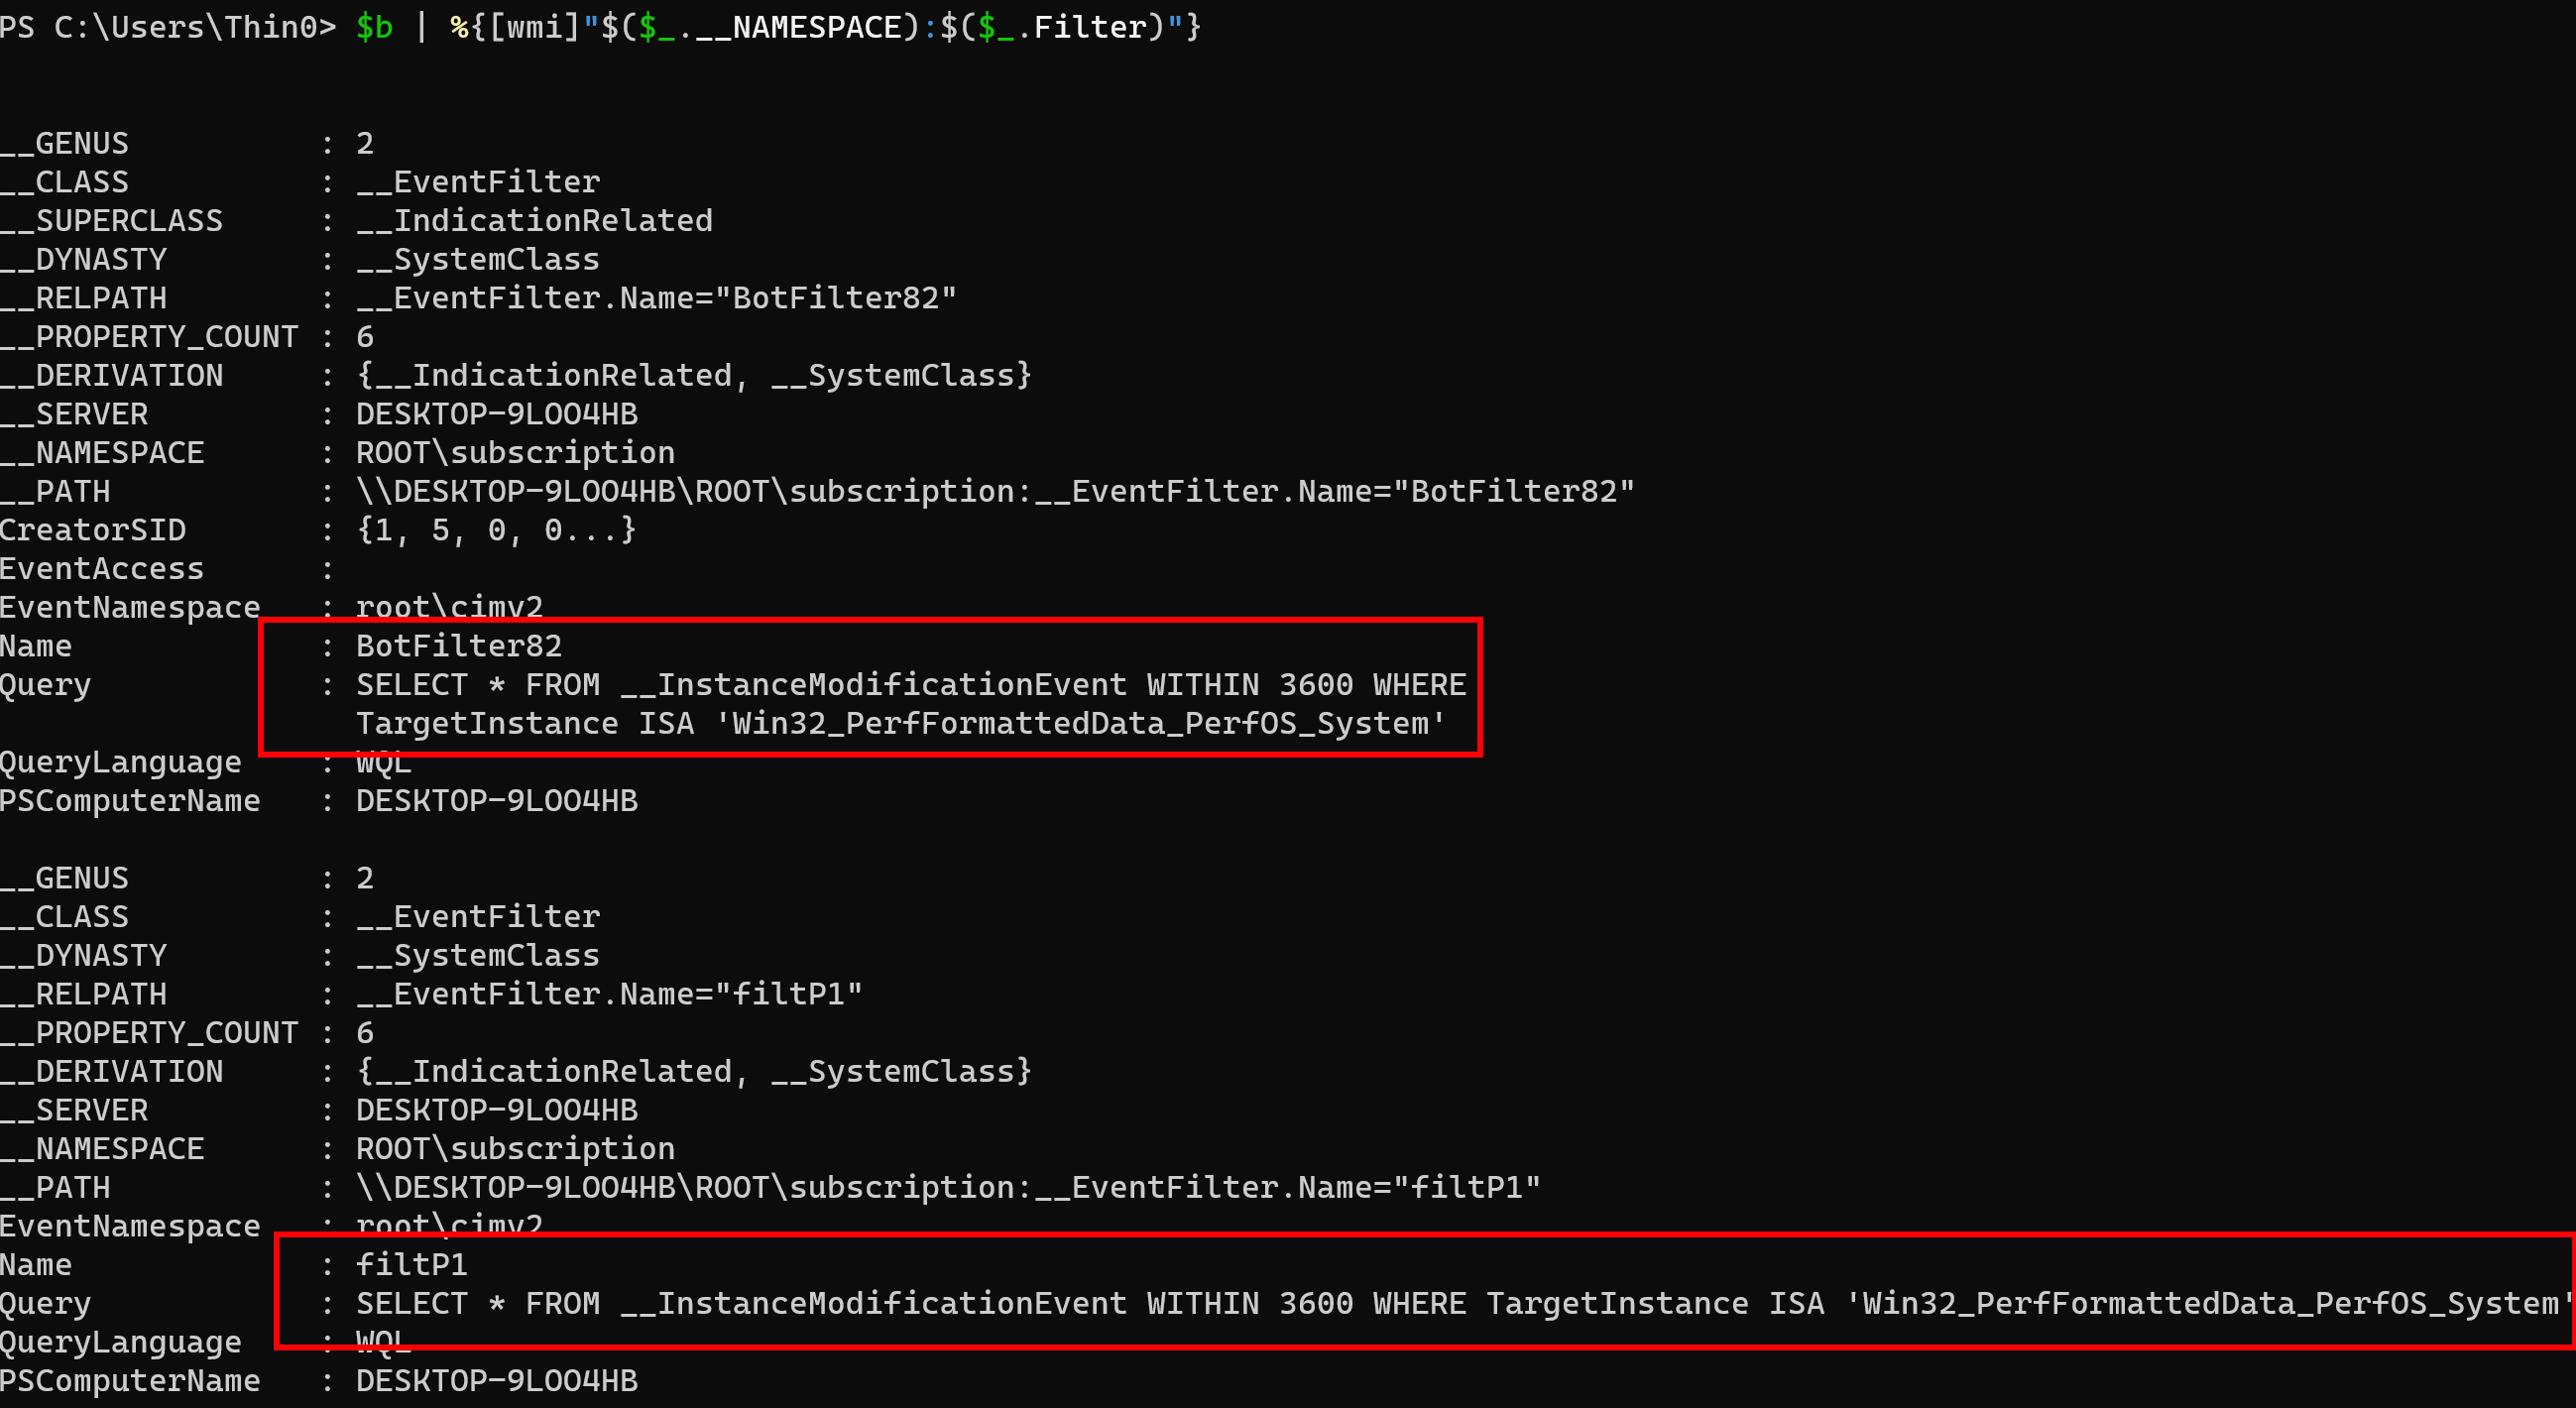 PS C:\Users\Thin0> $b | %{[wmi]"$($_.__NAMESPACE):$($_.Filter)"}
__GENUS : 2
__CLASS : __EventFilter
__SUPERCLASS : __IndicationRelated
__DYNASTY : __SystemClass
__RELPATH : __EventFilter.Name="BotFilter82"
__PROPERTY_COUNT : 6
__DERIVATION : {__IndicationRelated, __SystemClass}
__SERVER : DESKTOP-9LOO4HB
__NAMESPACE : ROOT\subscription
__PATH : \\DESKTOP-9LOO4HB\ROOT\subscription:__EventFilter.Name="BotFilter82"
CreatorSID : {1, 5, 0, 0...}
EventAccess :
EventNamespace : root\cimv2
Name : BotFilter82
Query : SELECT * FROM __InstanceModificationEvent WITHIN 3600 WHERE
TargetInstance ISA 'Win32_PerfFormattedData_PerfOS_System'
QueryLanguage : WQL
PSComputerName : DESKTOP-9LOO4HB
__GENUS : 2
__CLASS : __EventFilter
__DYNASTY : __SystemClass
__RELPATH : __EventFilter.Name="filtP1"
__PROPERTY_COUNT : 6
__DERIVATION : {__IndicationRelated, __SystemClass}
__SERVER : DESKTOP-9LOO4HB
__NAMESPACE : ROOT\subscription
__PATH : \\DESKTOP-9LOO4HB\ROOT\subscription:__EventFilter.Name="filtP1"
EventNamespace : root\cimv2
Name : filtP1
Query : SELECT * FROM __InstanceModificationEvent WITHIN 3600 WHERE TargetInstance ISA 'Win32_PerfFormattedData_PerfOS_System'
QueryLanguage : WQL
PSComputerName : DESKTOP-9LOO4HB